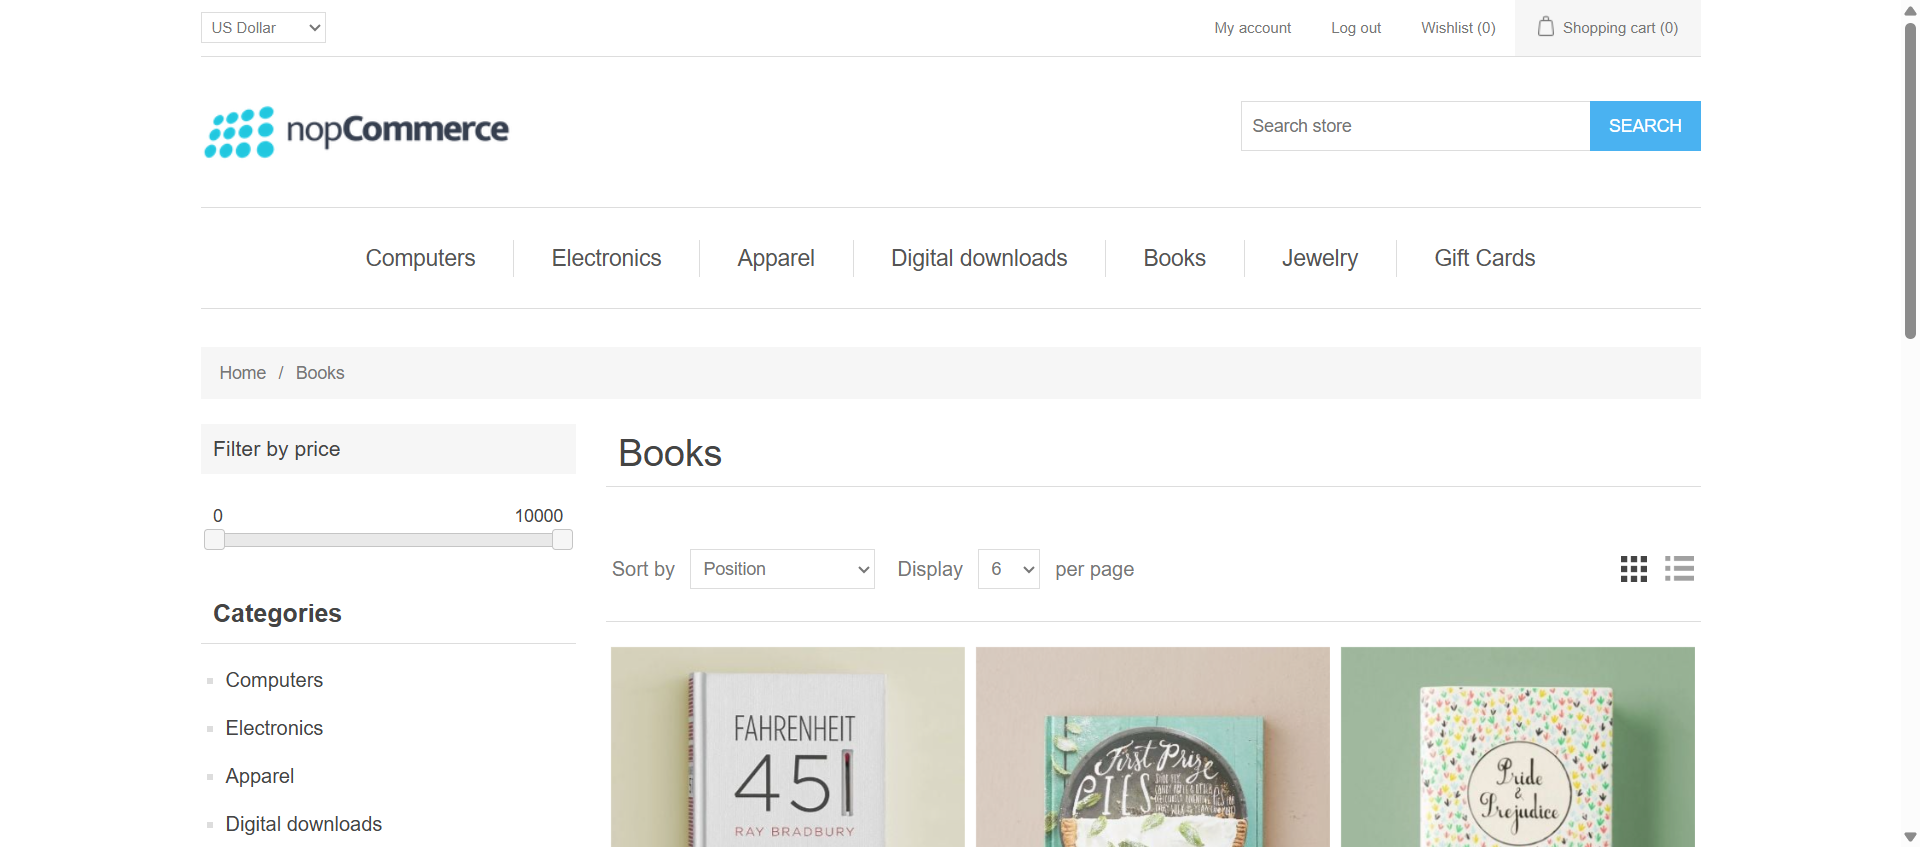 US Dollar
My account
Log out
Wishlist (0)
Shopping cart (0)
nopCommerce
Search store
SEARCH
Computers
Electronics
Apparel
Digital downloads
Books
Jewelry
Gift Cards
Home / Books
Filter by price
0
10000
Categories
Computers
Electronics
Apparel
Digital downloads
Books
Sort by
Position
Display
6
per page
FAHRENHEIT
451
RAY BRADBURY
First Prize
PIES
Pride
&
Prejudice